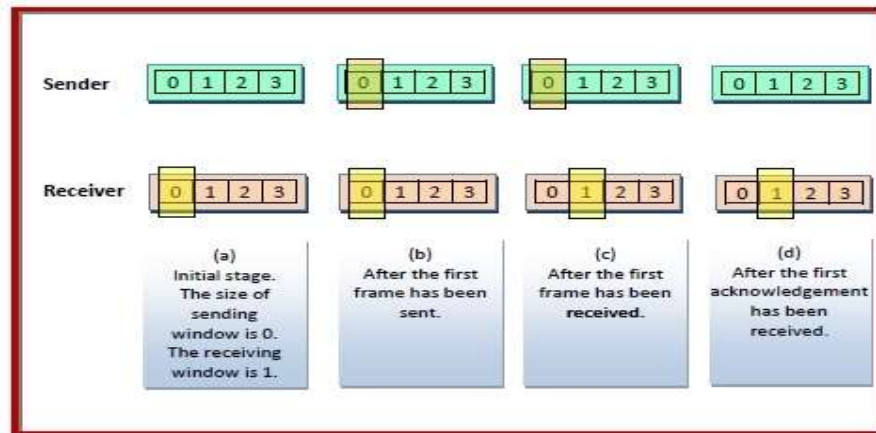 Sender 0 1 2 3 0 1 2 3 0 1 2 3 0 1 2 3
Receiver 0 1 2 3 0 1 2 3 0 1 2 3 0 1 2 3
(a)
Initial stage.
The size of
sending
window is 0.
The receiving
window is 1.
(b)
After the first
frame has been
sent.
(c)
After the first
frame has been
received.
(d)
After the first
acknowledgement
has been
received.